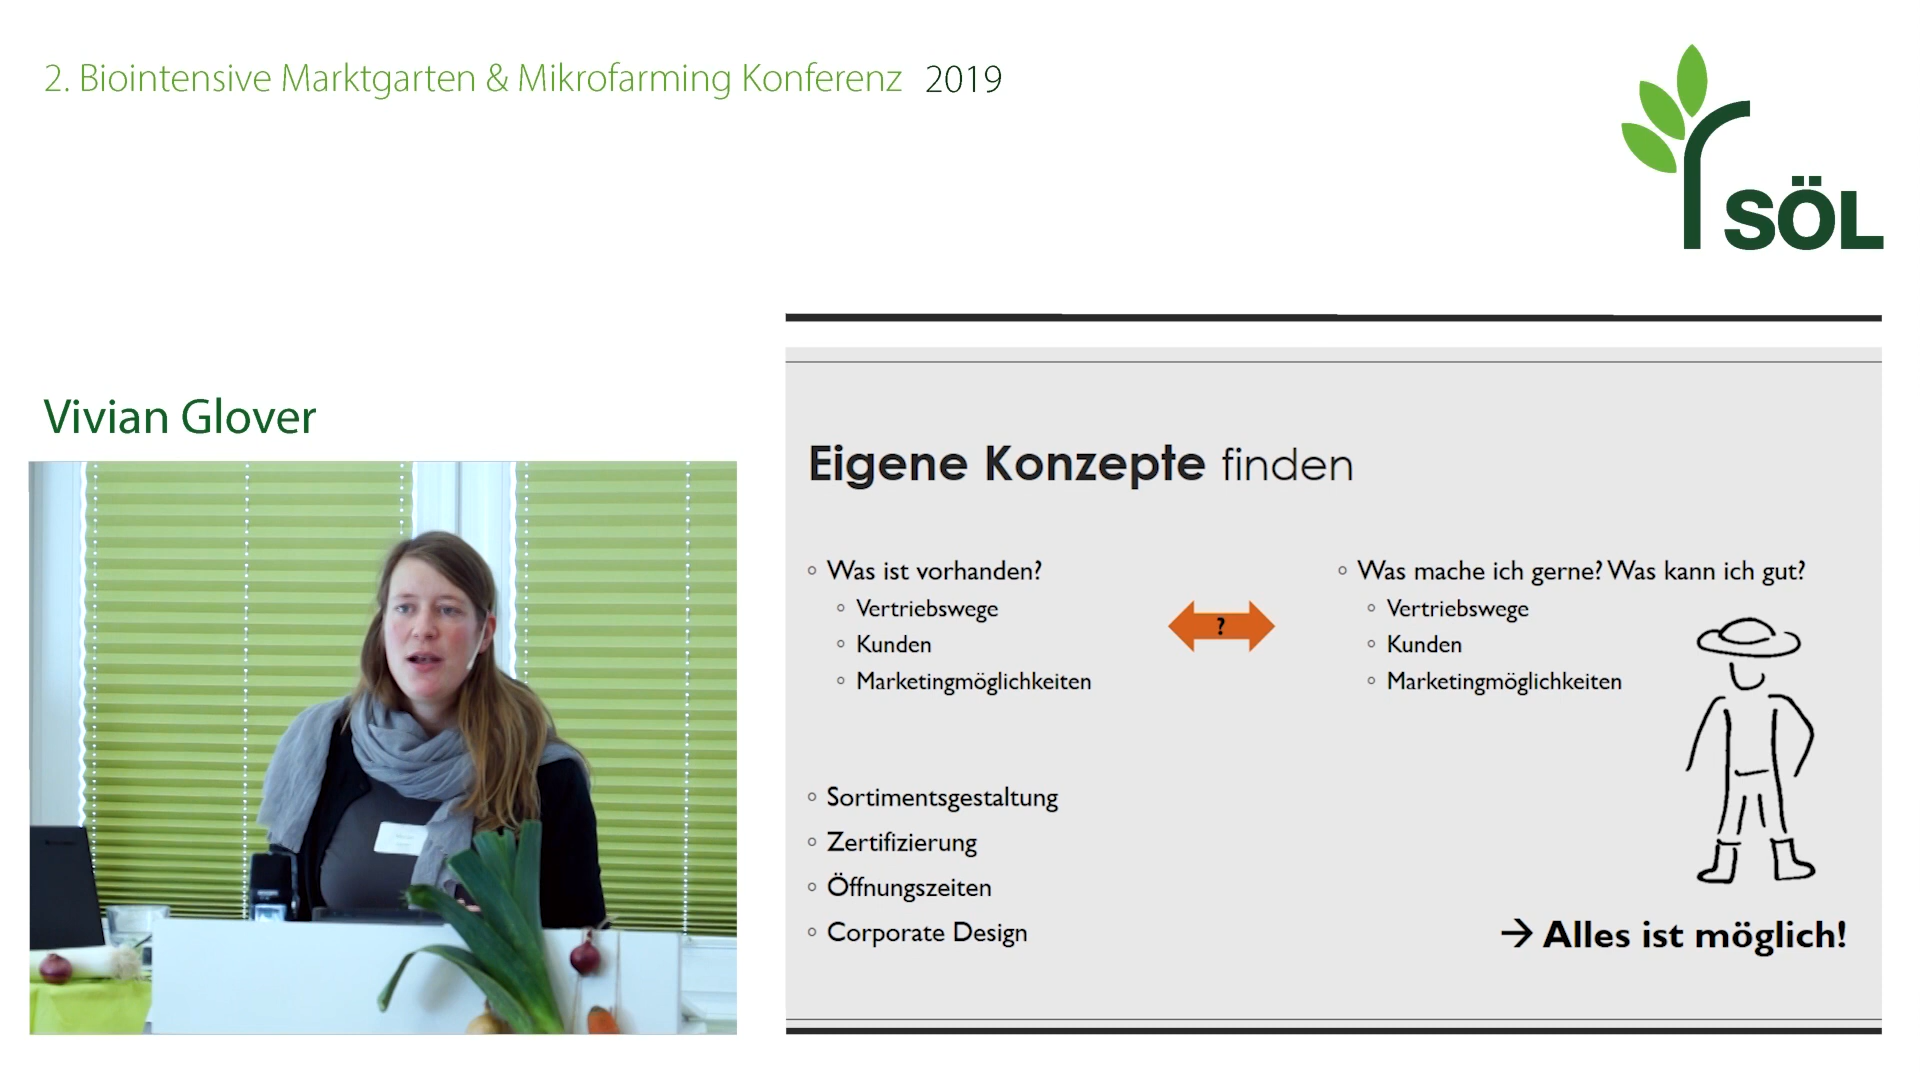 2. Biointensive Marktgarten & Mikrofarming Konferenz 2019
SÖL
Vivian Glover
Eigene Konzepte finden
Was ist vorhanden?
Vertriebswege
Kunden
Marketingmöglichkeiten
?
Was mache ich gerne? Was kann ich gut?
Vertriebswege
Kunden
Marketingmöglichkeiten
Sortimentsgestaltung
Zertifizierung
Öffnungszeiten
Corporate Design
→ Alles ist möglich!